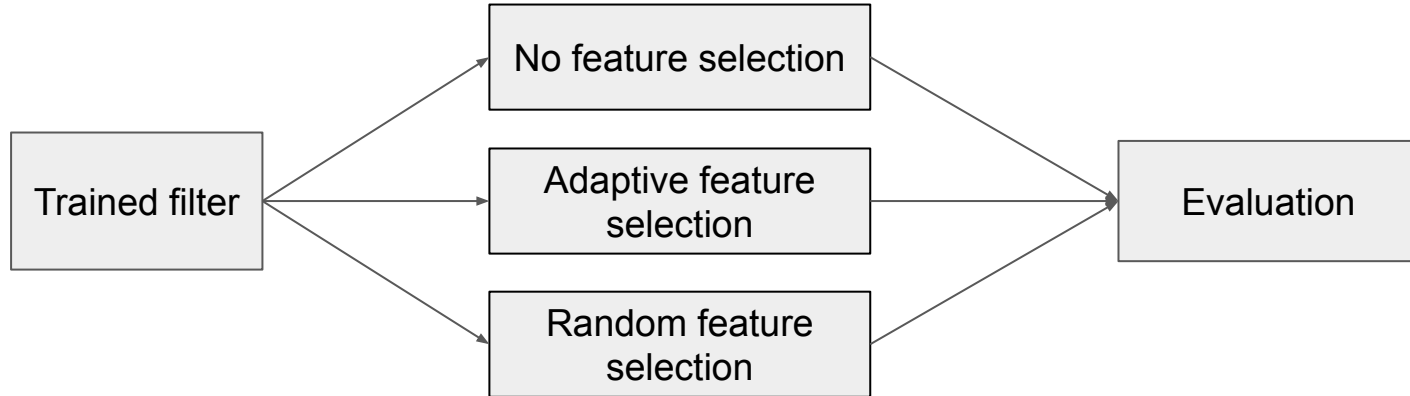 Trained filter
No feature selection
Adaptive feature
selection
Random feature
selection
Evaluation